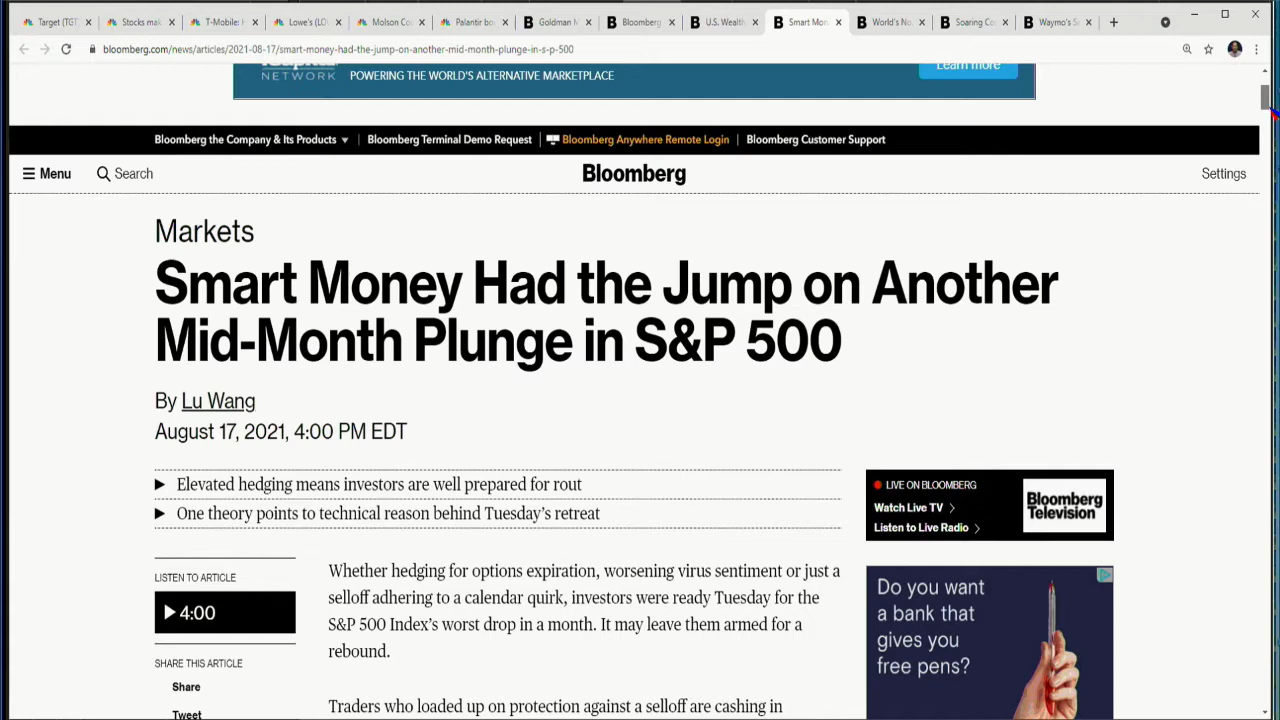 Target (TGT
Stocks mak
T-Mobile: H
Lowe's (LO
Molson Coo
Palantir bo
Goldman M
Bloomberg
U.S. Wealth
Smart Mon
World's No.
Soaring Co
Waymo's S
bloomberg.com/news/articles/2021-08-17/smart-money-had-the-jump-on-another-mid-month-plunge-in-s-p-500
NETWORK
POWERING THE WORLD'S ALTERNATIVE MARKETPLACE
Learn more
Bloomberg the Company & Its Products
Bloomberg Terminal Demo Request
Bloomberg Anywhere Remote Login
Bloomberg Customer Support
Menu
Search
Bloomberg
Settings
Markets
Smart Money Had the Jump on Another
Mid-Month Plunge in S&P 500
By Lu Wang
August 17, 2021, 4:00 PM EDT
Elevated hedging means investors are well prepared for rout
One theory points to technical reason behind Tuesday's retreat
LISTEN TO ARTICLE
4:00
SHARE THIS ARTICLE
Share
Tweet
Whether hedging for options expiration, worsening virus sentiment or just a
selloff adhering to a calendar quirk, investors were ready Tuesday for the
S&P 500 Index's worst drop in a month. It may leave them armed for a
rebound.
Traders who loaded up on protection against a selloff are cashing in
LIVE ON BLOOMBERG
Watch Live TV
Listen to Live Radio
Bloomberg
Television
Do you want
a bank that
gives you
free pens?